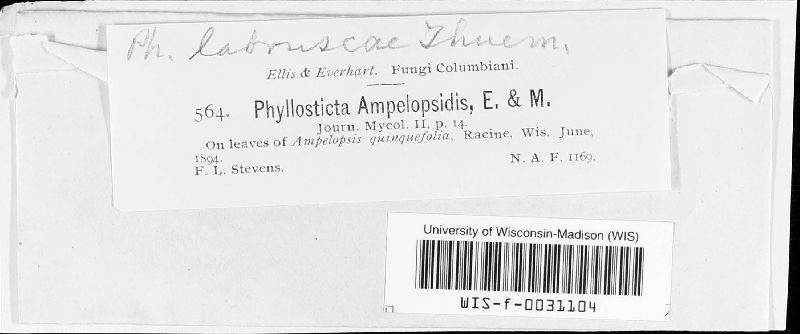 Ph. labruscae Thuem.
Ellis & Everhart. Fungi Columbiani.
564. Phyllosticta Ampelopsidis, E. & M.
Journ. Mycol. II, p. 14.
On leaves of Ampelopsis quinquefolia, Racine, Wis. June,
1894.
N. A. F. 1169.
F. L. Stevens.
University of Wisconsin-Madison (WIS)
WIS-f-0031104